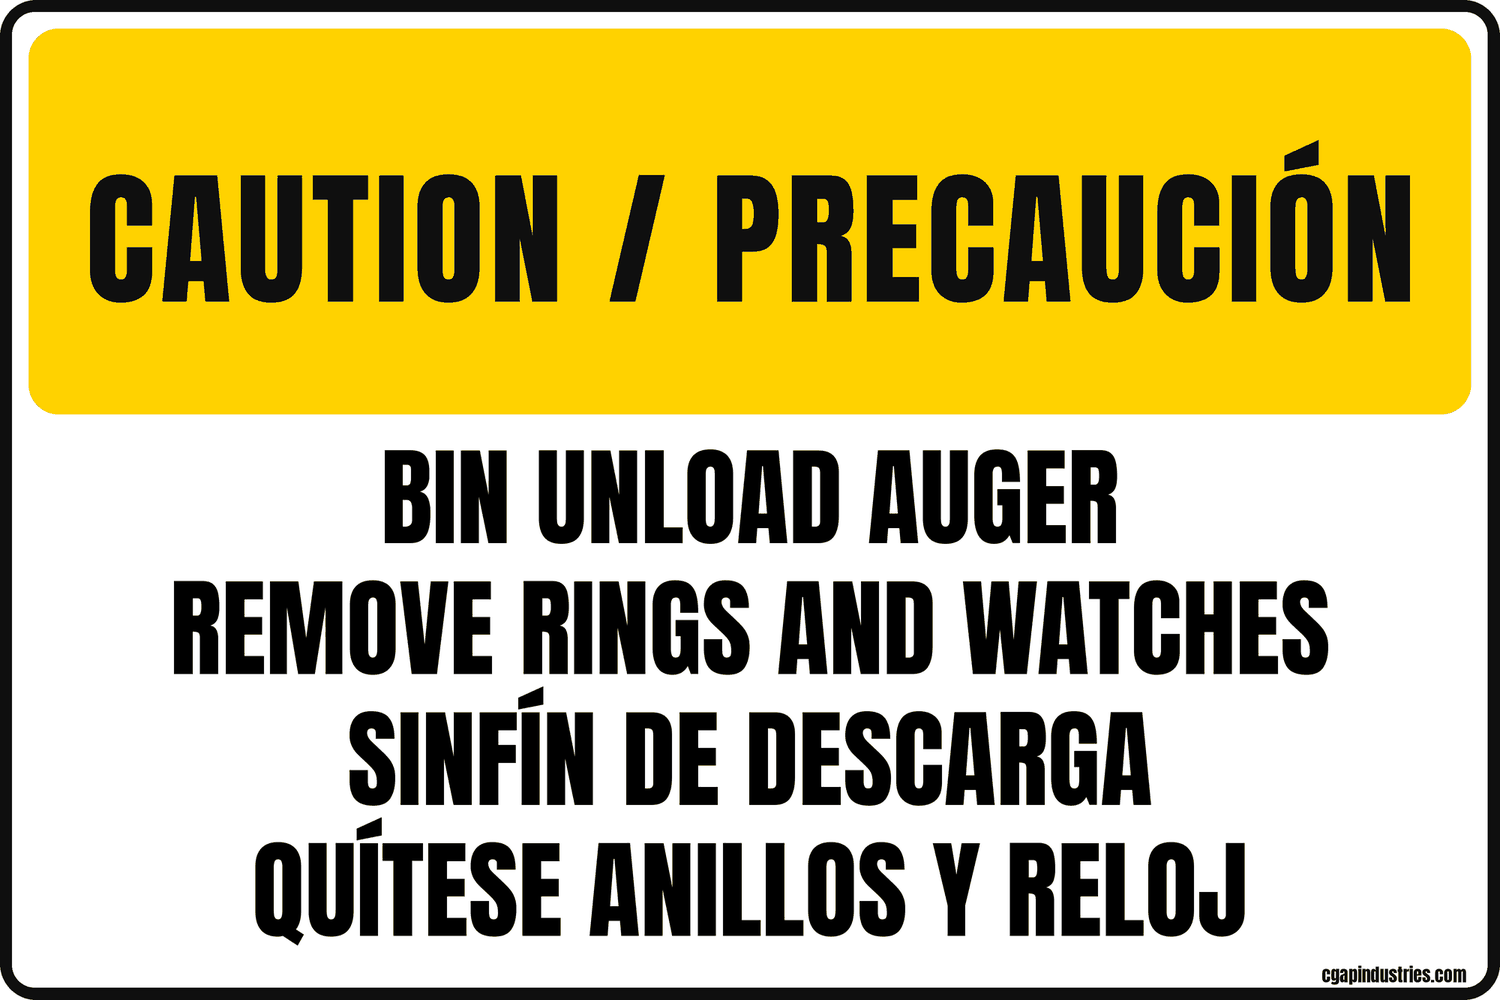 CAUTION / PRECAUCIÓN
BIN UNLOAD AUGER
REMOVE RINGS AND WATCHES
SINFÍN DE DESCARGA
QUÍTESE ANILLOS Y RELOJ
cgapindustries.com